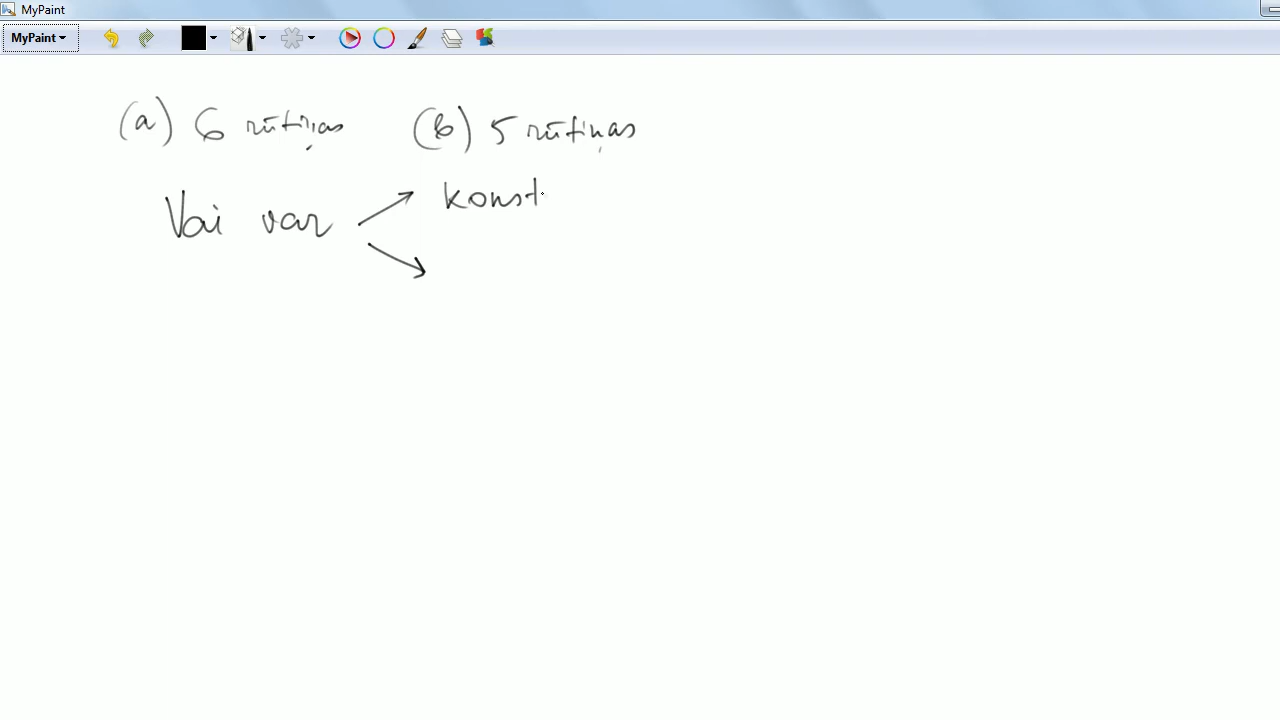 MyPaint
MyPaint
(a) 6 rūtiņas (b) 5 rūtiņas
Vai var
konst